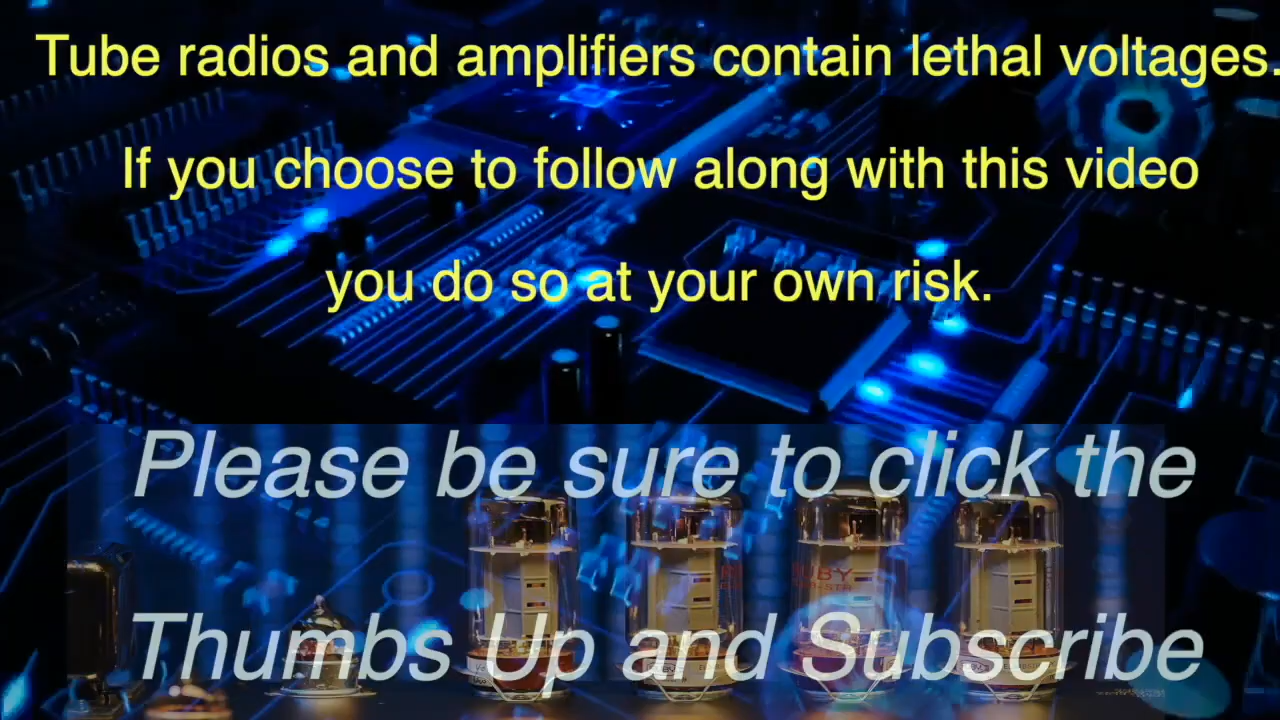 Tube radios and amplifiers contain lethal voltages.
If you choose to follow along with this video
you do so at your own risk.
Please be sure to click the
Thumbs Up and Subscribe